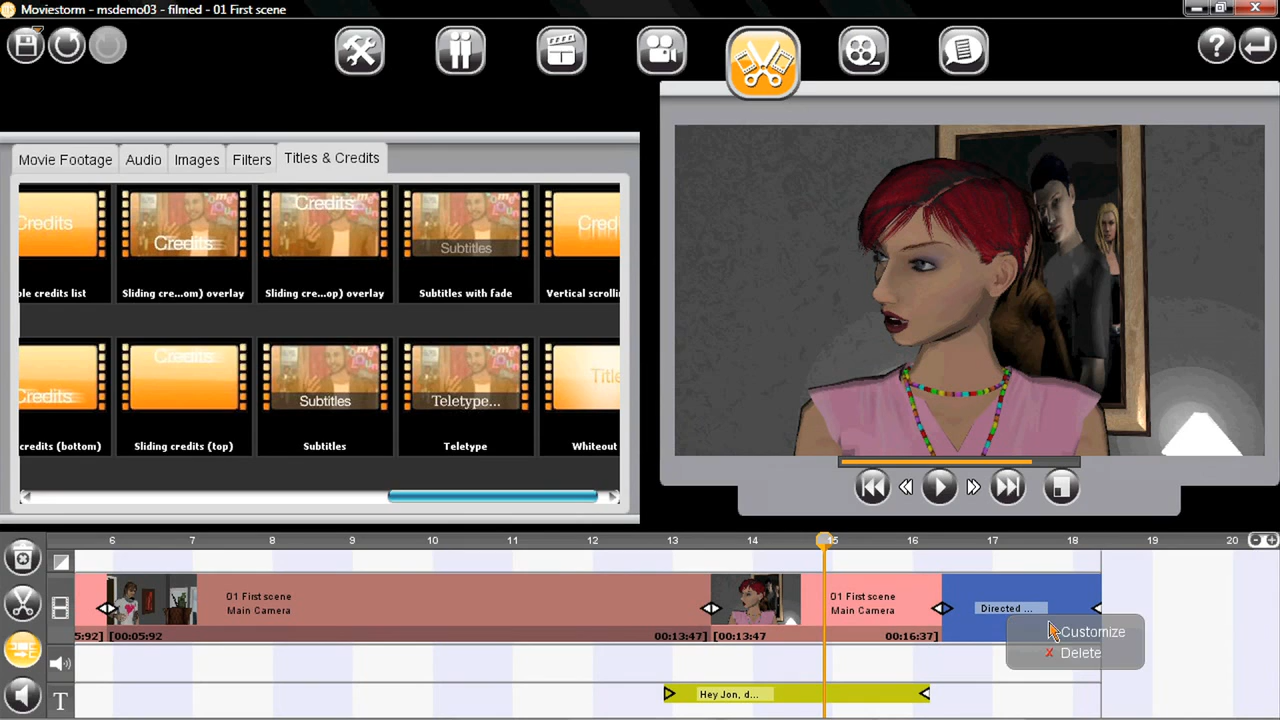 Moviestorm - msdemo03 - filmed - 01 First scene
Movie Footage Audio Images Filters Titles & Credits
Credits Credits Credits Subtitles Cred
ple credits list Sliding cre...om) overlay Sliding cre...op) overlay Subtitles with fade Vertical scrollin
Credits Credits Subtitles Teletype... Title
credits (bottom) Sliding credits (top) Subtitles Teletype Whiteout
6 7 8 9 10 11 12 13 14 15 16 17 18 19 20
01 First scene 01 First scene
Main Camera Main Camera
Directed ...
5:92] [00:05:92 00:13:47] [00:13:47 00:16:37]
Customize
Delete
T Hey Jon, d...